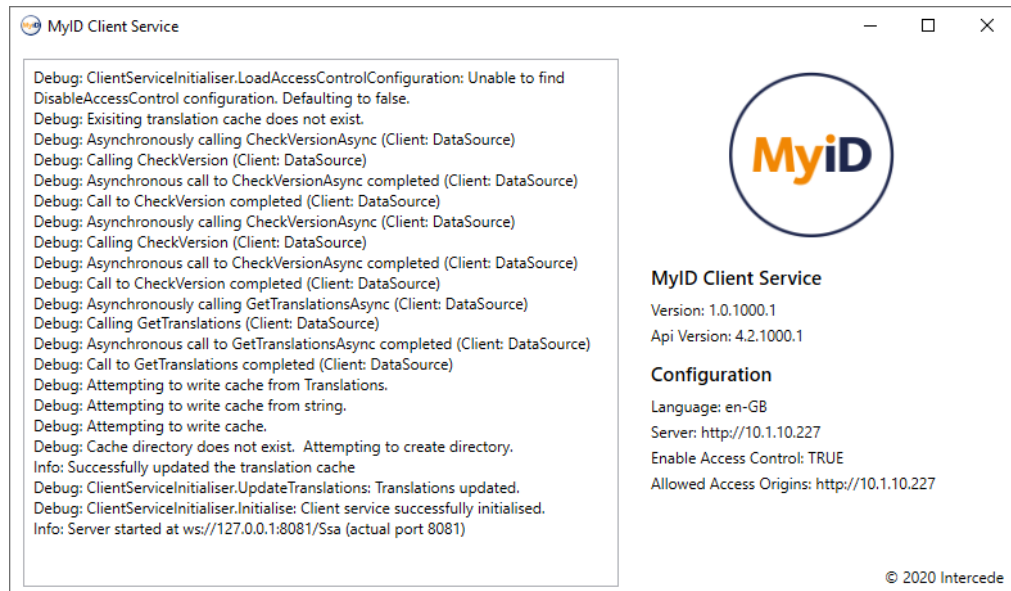 MyID Client Service
Debug: ClientServiceInitialiser.LoadAccessControlConfiguration: Unable to find
DisableAccessControl configuration. Defaulting to false.
Debug: Exisiting translation cache does not exist.
Debug: Asynchronously calling CheckVersionAsync (Client: DataSource)
Debug: Calling CheckVersion (Client: DataSource)
Debug: Asynchronous call to CheckVersionAsync completed (Client: DataSource)
Debug: Call to CheckVersion completed (Client: DataSource)
Debug: Asynchronously calling CheckVersionAsync (Client: DataSource)
Debug: Calling CheckVersion (Client: DataSource)
Debug: Asynchronous call to CheckVersionAsync completed (Client: DataSource)
Debug: Call to CheckVersion completed (Client: DataSource)
Debug: Asynchronously calling GetTranslationsAsync (Client: DataSource)
Debug: Calling GetTranslations (Client: DataSource)
Debug: Asynchronous call to GetTranslationsAsync completed (Client: DataSource)
Debug: Call to GetTranslations completed (Client: DataSource)
Debug: Attempting to write cache from Translations.
Debug: Attempting to write cache from string.
Debug: Attempting to write cache.
Debug: Cache directory does not exist.  Attempting to create directory.
Info: Successfully updated the translation cache
Debug: ClientServiceInitialiser.UpdateTranslations: Translations updated.
Debug: ClientServiceInitialiser.Initialise: Client service successfully initialised.
Info: Server started at ws://127.0.0.1:8081/Ssa (actual port 8081)
MyiD
MyID Client Service
Version: 1.0.1000.1
Api Version: 4.2.1000.1
Configuration
Language: en-GB
Server: http://10.1.10.227
Enable Access Control: TRUE
Allowed Access Origins: http://10.1.10.227
© 2020 Intercede